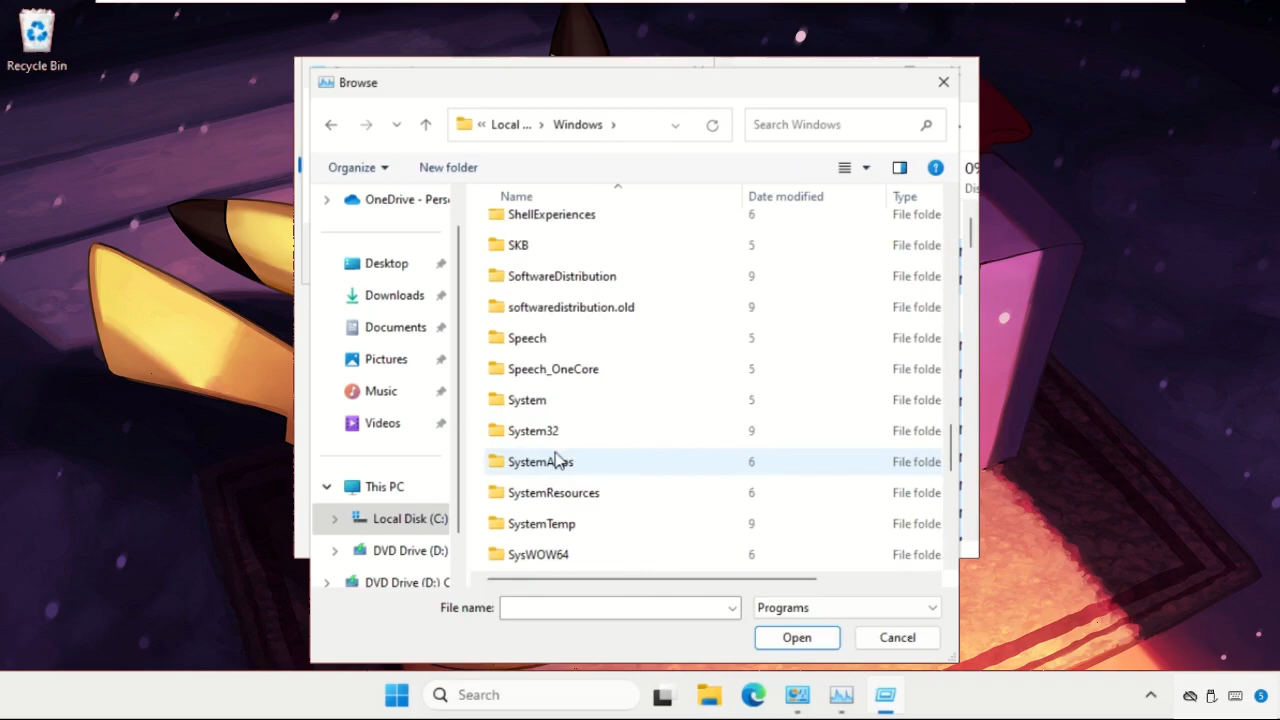 Recycle Bin
Browse
Local ...
Windows
Search Windows
Organize
New folder
Name
Date modified
Type
OneDrive - Pers
ShellExperiences
6
File folde
SKB
5
File folde
SoftwareDistribution
9
File folde
softwaredistribution.old
9
File folde
Speech
5
File folde
Speech_OneCore
5
File folde
System
5
File folde
System32
9
File folde
6
File folde
SystemResources
6
File folde
SystemTemp
9
File folde
SysWOW64
6
File folde
Desktop
Downloads
Documents
Pictures
Music
Videos
This PC
Local Disk (C:)
DVD Drive (D:)
DVD Drive (D:) C
0%
Dis
File name:
Programs
Open
Cancel
Search
5